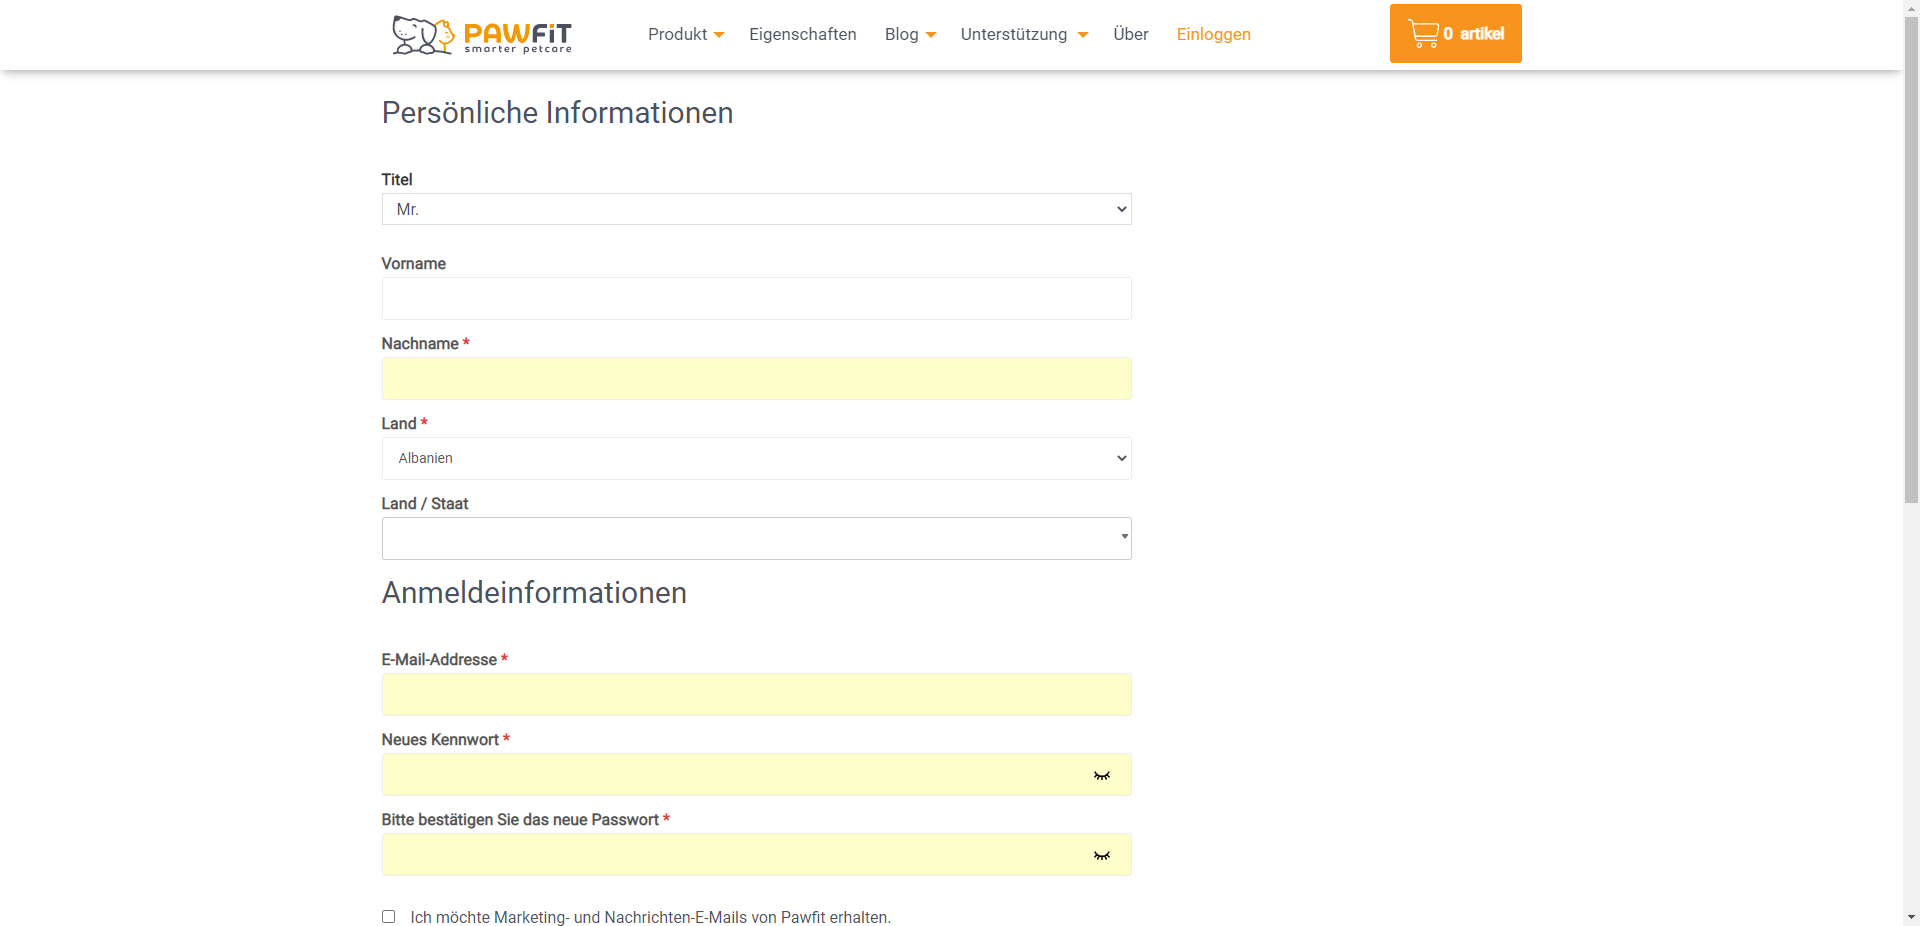 PAWFiT
smarter petcare
Produkt Eigenschaften Blog Unterstützung Über Einloggen
0 artikel
Persönliche Informationen
Titel
Mr.
Vorname
Nachname *
Land *
Albanien
Land / Staat
Anmeldeinformationen
E-Mail-Addresse *
Neues Kennwort *
Bitte bestätigen Sie das neue Passwort *
Ich möchte Marketing- und Nachrichten-E-Mails von Pawfit erhalten.